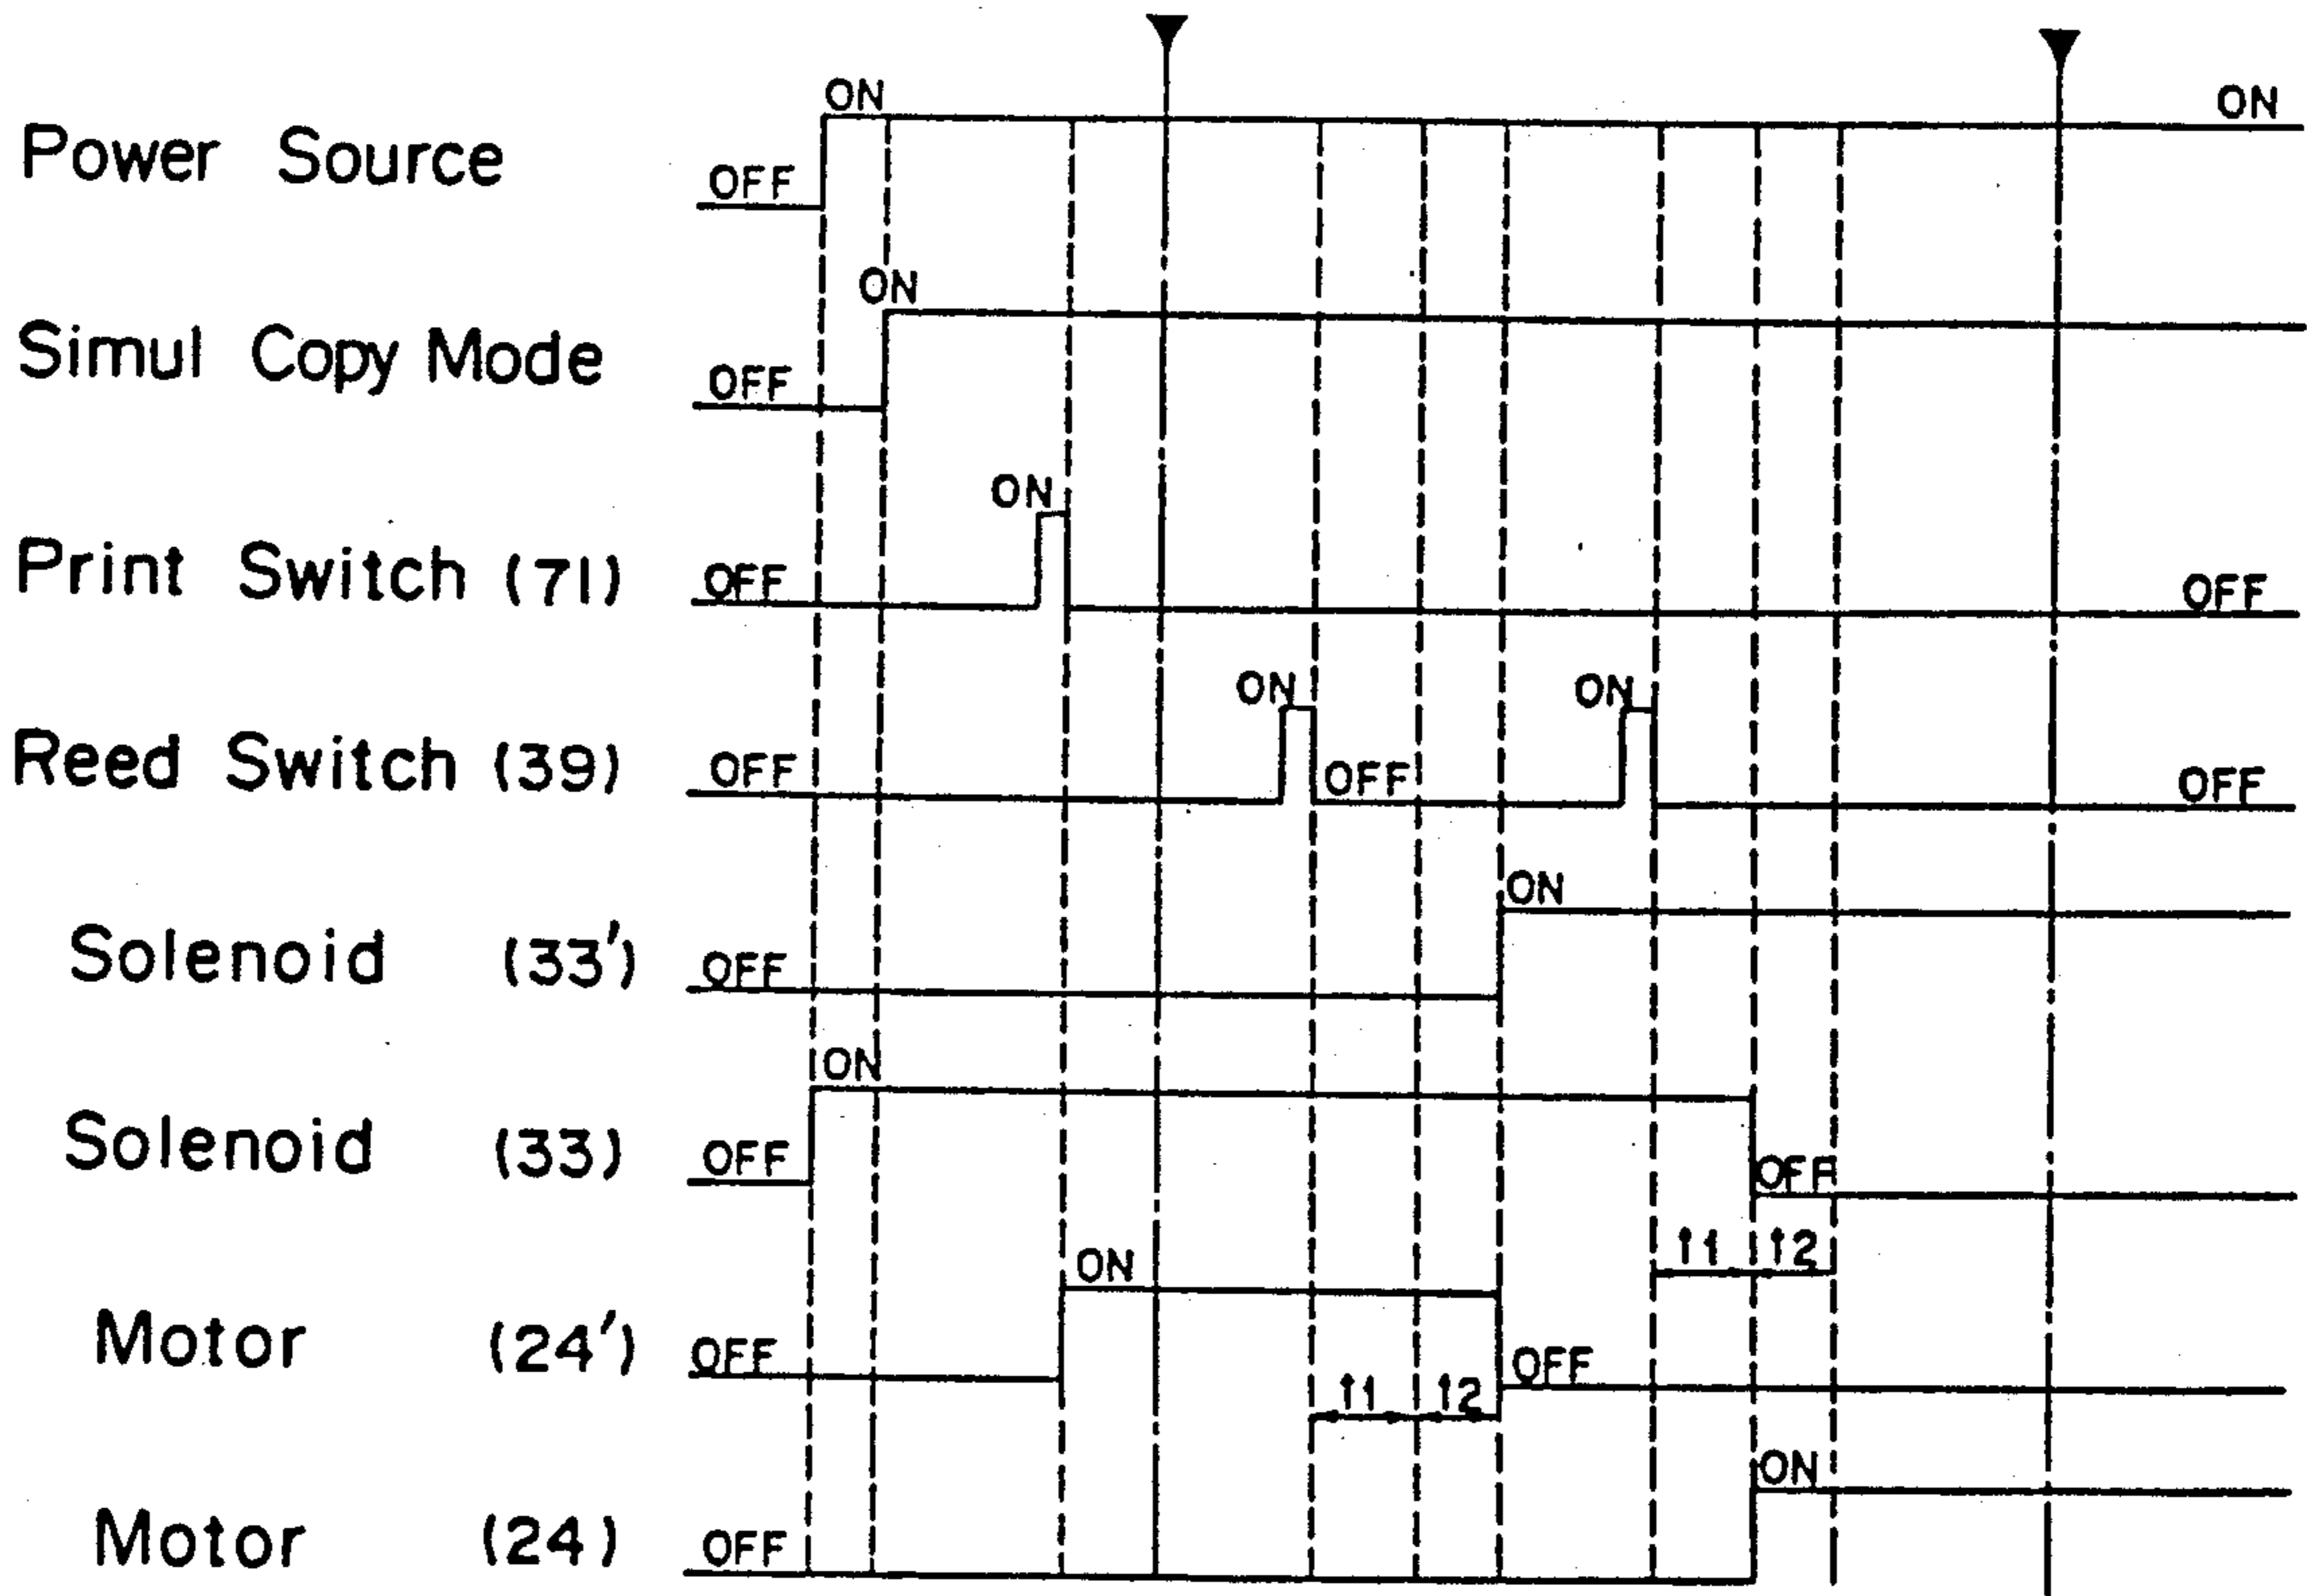 ON ON
Power Source OFF
ON
Simul Copy Mode OFF
ON
Print Switch (71) OFF OFF
ON ON
Reed Switch (39) OFF OFF OFF
ON
Solenoid (33') OFF
ON
Solenoid (33) OFF OFF
t1 t2
ON
Motor (24') OFF OFF
t1 t2
ON
Motor (24) OFF